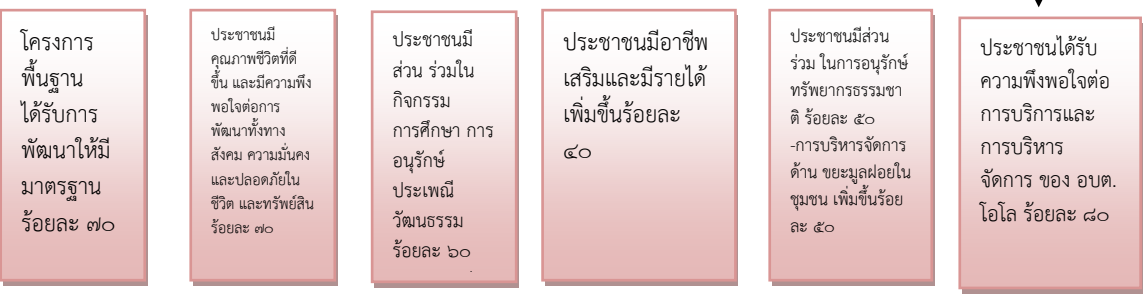 โครงการ
พื้นฐาน
ได้รับการ
พัฒนาให้มี
มาตรฐาน
ร้อยละ ๗๐
ประชาชนมี
คุณภาพชีวิตที่ดี
ขึ้น และมีความพึง
พอใจต่อการ
พัฒนาทั้งทาง
สังคม ความมั่นคง
และปลอดภัยใน
ชีวิต และทรัพย์สิน
ร้อยละ ๗๐
ประชาชนมี
ส่วน ร่วมใน
กิจกรรม
การศึกษา การ
อนุรักษ์
ประเพณี
วัฒนธรรม
ร้อยละ ๖๐
ประชาชนมีอาชีพ
เสริมและมีรายได้
เพิ่มขึ้นร้อยละ
๔๐
ประชาชนมีส่วน
ร่วม ในการอนุรักษ์
ทรัพยากรธรรมชา
ติ ร้อยละ ๕๐
-การบริหารจัดการ
ด้าน ขยะมูลฝอยใน
ชุมชน เพิ่มขึ้นร้อย
ละ ๕๐
ประชาชนได้รับ
ความพึงพอใจต่อ
การบริการและ
การบริหาร
จัดการ ของ อบต.
โอโล ร้อยละ ๘๐